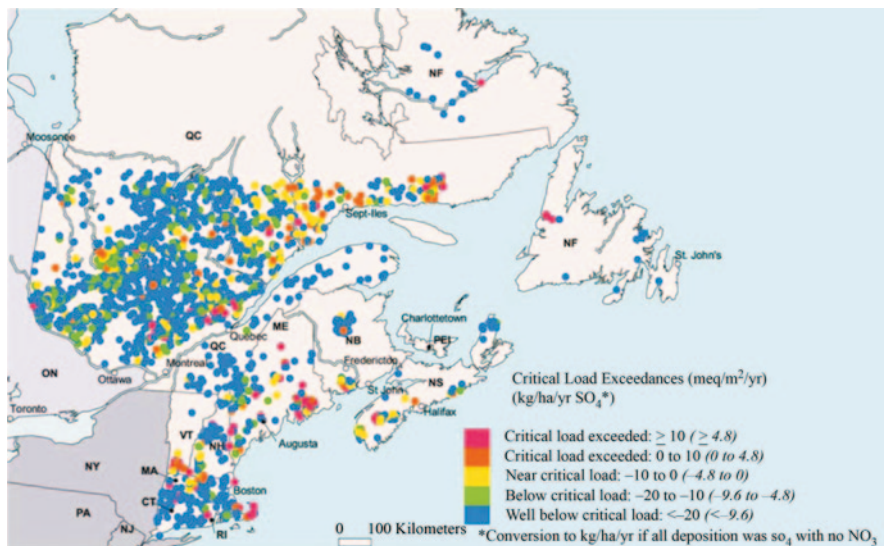 NF
QC
Moosonee
Sept-Iles
NF
St. John's
ME
Charlottetown
QC
Quebec
NB
PEI
Fredericton
ON
Ottawa
Montreal
St John
NS
Halifax
Toronto
VT
NH
Augusta
NY
MA
Boston
CT
PA
NJ
RI
0 100 Kilometers
Critical Load Exceedances (meq/m²/yr)
(kg/ha/yr SO₄*)
Critical load exceeded: ≥ 10 (≥ 4.8)
Critical load exceeded: 0 to 10 (0 to 4.8)
Near critical load: –10 to 0 (–4.8 to 0)
Below critical load: –20 to –10 (–9.6 to –4.8)
Well below critical load: <–20 (<–9.6)
*Conversion to kg/ha/yr if all deposition was so₄ with no NO₃